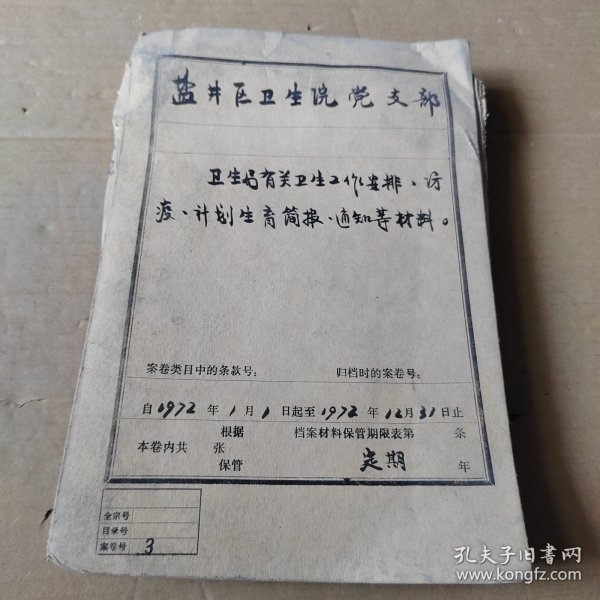 盐井区卫生院党支部
卫生局有关卫生工作安排、防
疫、计划生育简报、通知等材料。
案卷类目中的条款号： 归档时的案卷号：
自1972年1月1日起至1972年12月31日止
根据 档案材料保管期限表第 条
本卷内共 张
保管 定期 年
全宗号
目录号
案卷号 3
孔夫子旧书网
www.kongfz.com